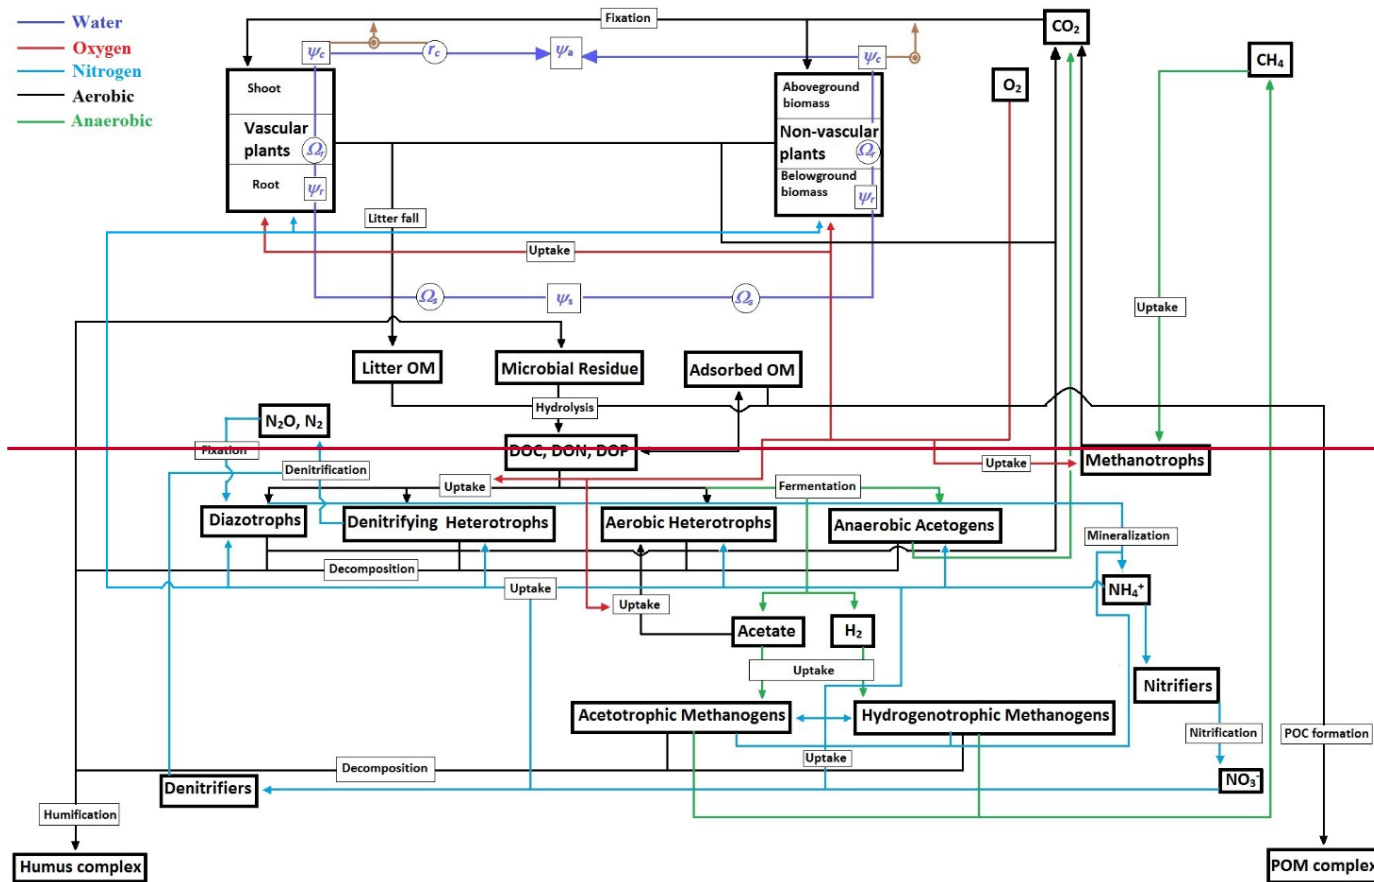 Water
Oxygen
Nitrogen
Aerobic
Anaerobic
Fixation
CO₂
ψc
rc
ψa
ψc
CH₄
O₂
Shoot
Vascular
plants
Ωr
Root
ψr
Aboveground
biomass
Non-vascular
plants
Ωr
Belowground
biomass
ψr
Litter fall
Uptake
Ωs
ψs
Ωs
Uptake
Litter OM
Microbial Residue
Adsorbed OM
Hydrolysis
N₂O, N₂
Fixation
DOC, DON, DOP
Denitrification
Uptake
Methanotrophs
Uptake
Fermentation
Diazotrophs
Denitrifying Heterotrophs
Aerobic Heterotrophs
Anaerobic Acetogens
Mineralization
Decomposition
Uptake
NH₄⁺
Uptake
Acetate
H₂
Uptake
Nitrifiers
Acetotrophic Methanogens
Hydrogenotrophic Methanogens
Nitrification
POC formation
Uptake
Decomposition
Denitrifiers
NO₃⁻
Humification
Humus complex
POM complex